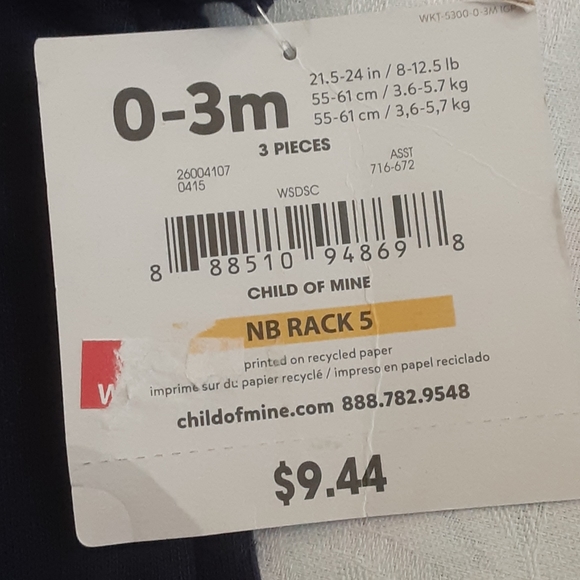 WKT-5300-0-3M
0-3m
21.5-24 in / 8-12.5 lb
55-61 cm / 3.6-5.7 kg
55-61 cm / 3,6-5,7 kg
3 PIECES
26004107
0415
ASST
716-672
WSDSC
8 88510 94869 8
CHILD OF MINE
NB RACK 5
printed on recycled paper
imprimé sur du papier recyclé / impreso en papel reciclado
childofmine.com 888.782.9548
$9.44